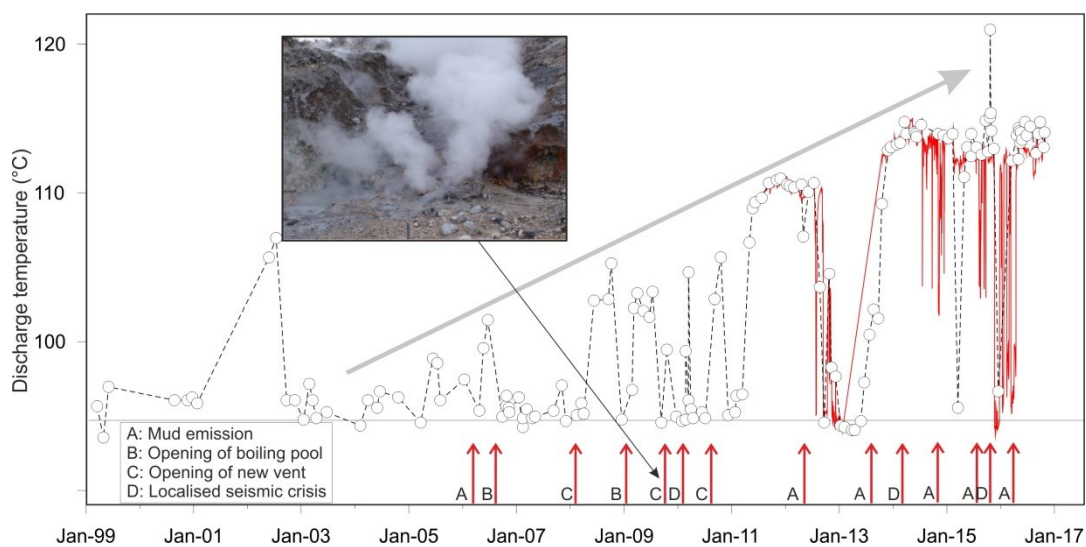 120
110
100
Discharge temperature (°C)
A: Mud emission
B: Opening of boiling pool
C: Opening of new vent
D: Localised seismic crisis
A B C B C D C A A D A A D A
Jan-99 Jan-01 Jan-03 Jan-05 Jan-07 Jan-09 Jan-11 Jan-13 Jan-15 Jan-17